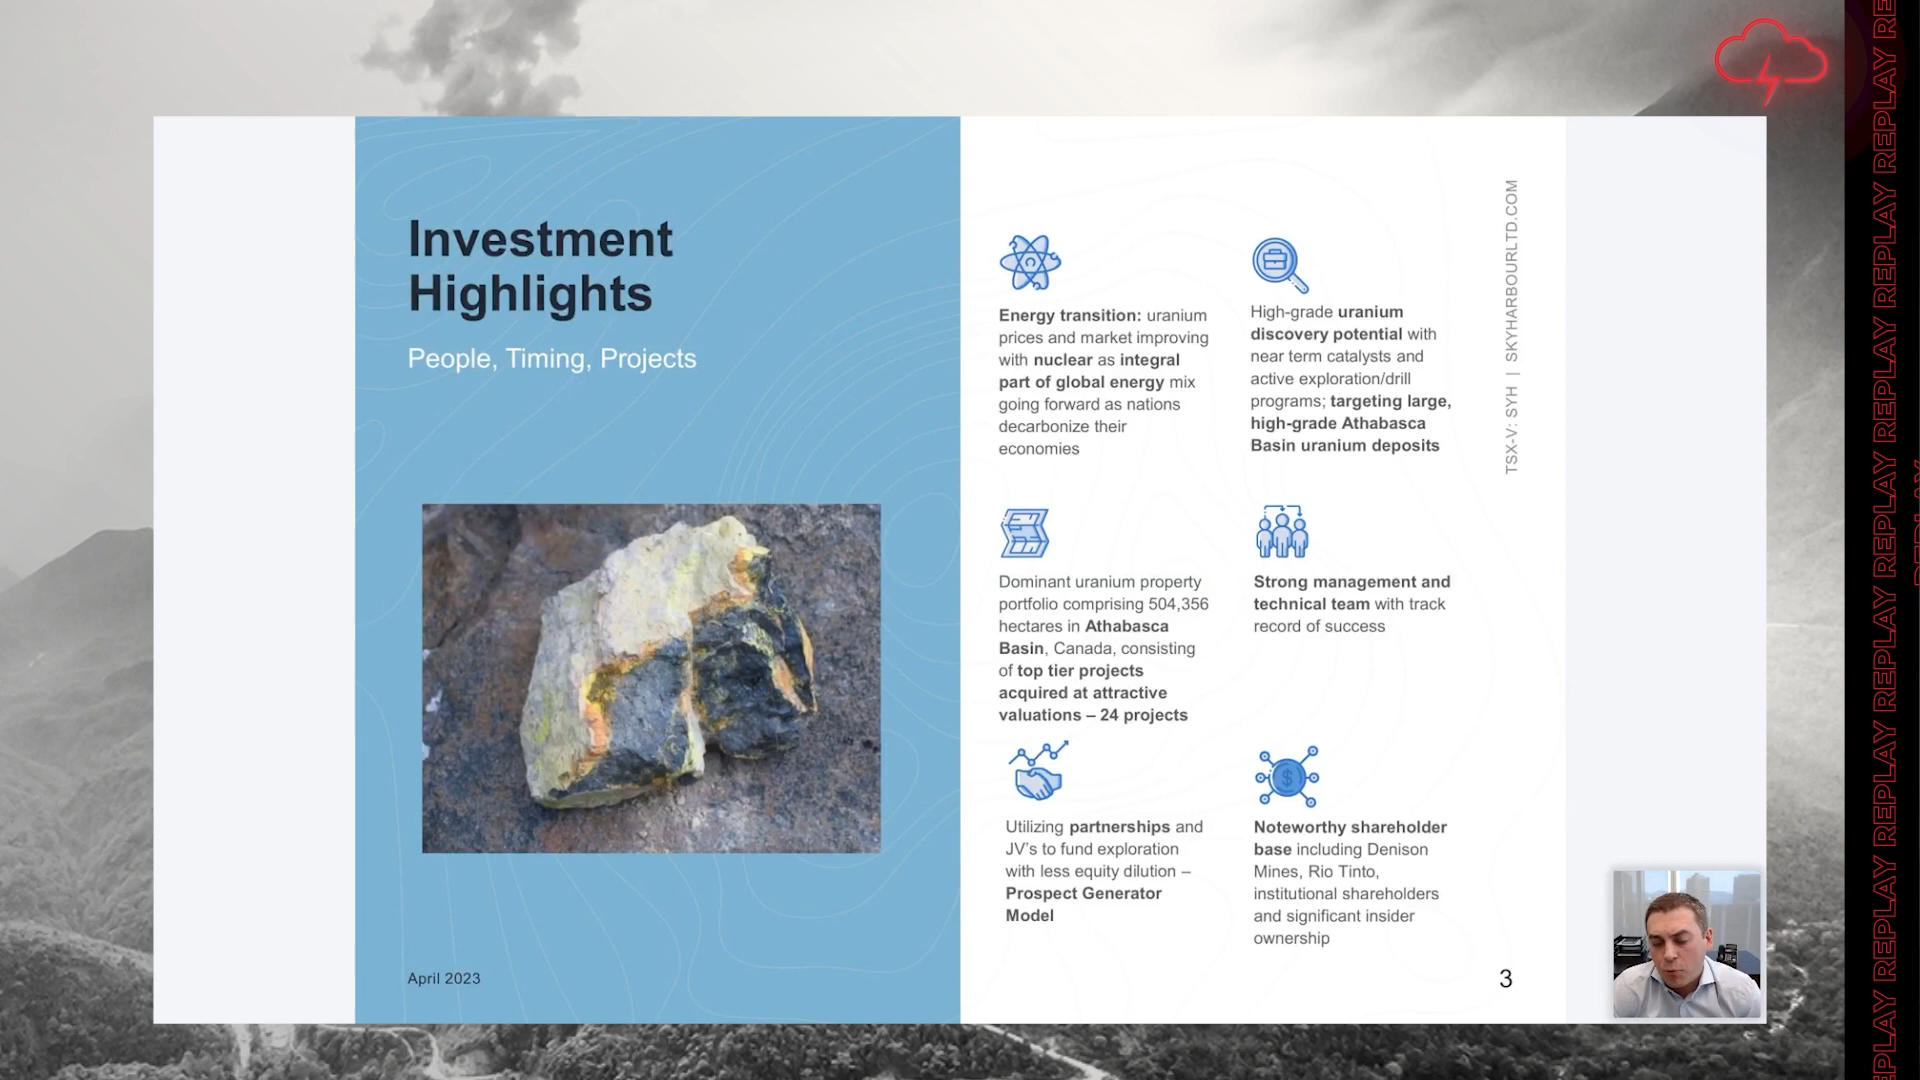 Investment
Highlights
People, Timing, Projects
April 2023
Energy transition: uranium
prices and market improving
with nuclear as integral
part of global energy mix
going forward as nations
decarbonize their
economies
High-grade uranium
discovery potential with
near term catalysts and
active exploration/drill
programs; targeting large,
high-grade Athabasca
Basin uranium deposits
Dominant uranium property
portfolio comprising 504,356
hectares in Athabasca
Basin, Canada, consisting
of top tier projects
acquired at attractive
valuations – 24 projects
Strong management and
technical team with track
record of success
Utilizing partnerships and
JV's to fund exploration
with less equity dilution –
Prospect Generator
Model
Noteworthy shareholder
base including Denison
Mines, Rio Tinto,
institutional shareholders
and significant insider
ownership
3
TSX-V: SYH | SKYHARBOURLTD.COM
REPLAY REPLAY REPLAY REPLAY REPLAY REPLAY REPLAY REPLAY REPLAY
REPLAY